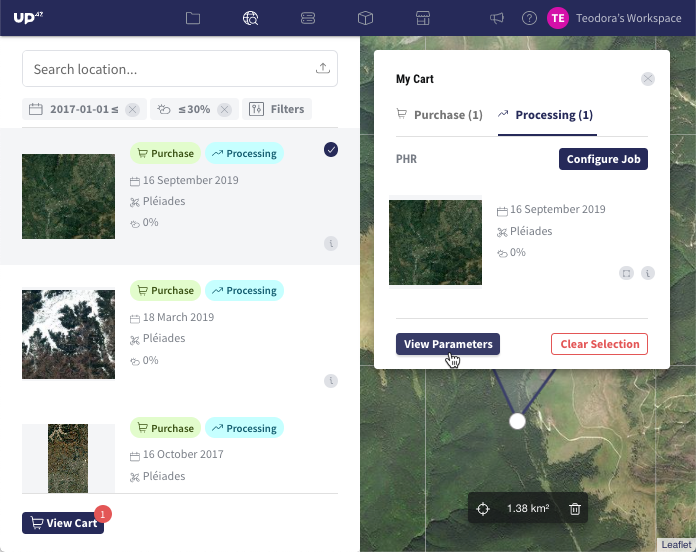 UP42
TE Teodora's Workspace
Search location...
2017-01-01 ≤
≤ 30%
Filters
Purchase
Processing
16 September 2019
Pléiades
0%
Purchase
Processing
18 March 2019
Pléiades
0%
Purchase
Processing
16 October 2017
Pléiades
View Cart
1
My Cart
Purchase (1)
Processing (1)
PHR
Configure Job
16 September 2019
Pléiades
0%
View Parameters
Clear Selection
1.38 km²
Leaflet